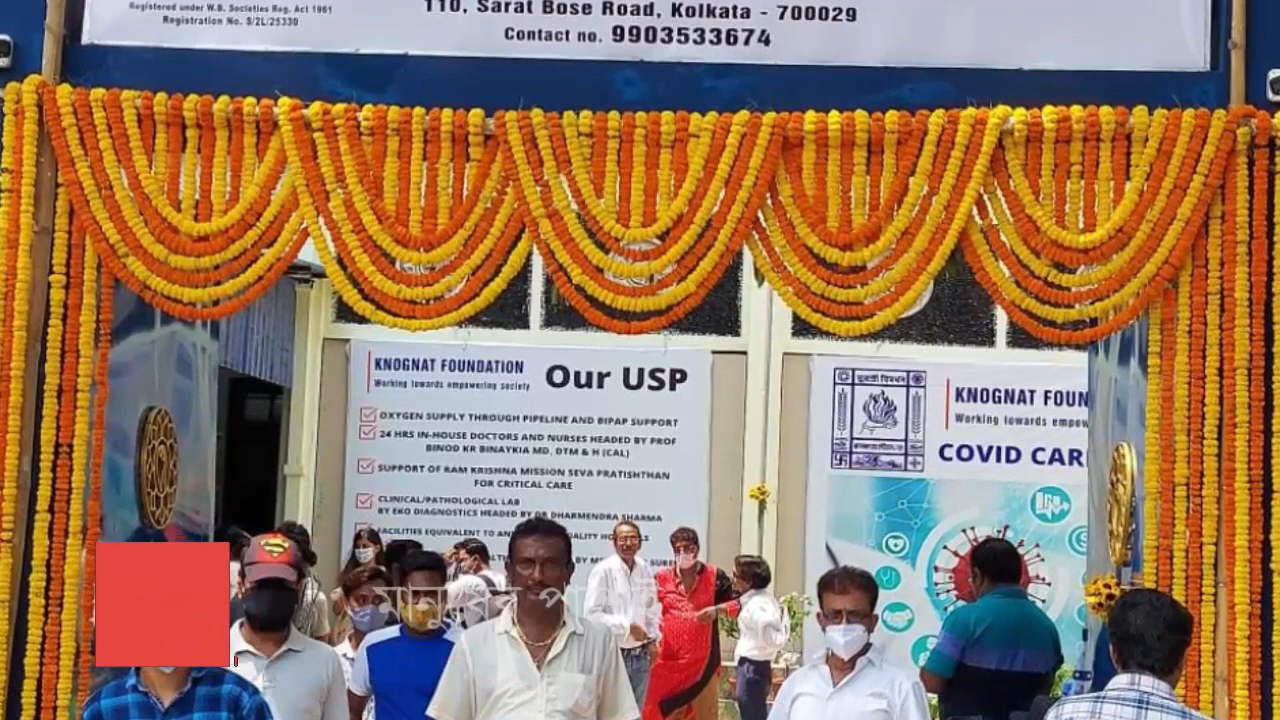 Registered under W.B. Societies Reg. Act 1961
Registration No. S/2L/25330
110, Sarat Bose Road, Kolkata - 700029
Contact no. 9903533674
KNOGNAT FOUNDATION
Working towards empowering society
Our USP
OXYGEN SUPPLY THROUGH PIPELINE AND BIPAP SUPPORT
24 HRS IN-HOUSE DOCTORS AND NURSES HEADED BY PROF
BINOD KR BINAYKIA MD, DTM & H (CAL)
SUPPORT OF RAM KRISHNA MISSION SEVA PRATISHTHAN
FOR CRITICAL CARE
CLINICAL/PATHOLOGICAL LAB
BY EKO DIAGNOSTICS HEADED BY DR DHARMENDRA SHARMA
FACILITIES EQUIVALENT TO
KNOGNAT FOUN
Working towards
COVID CAR
মানুষের